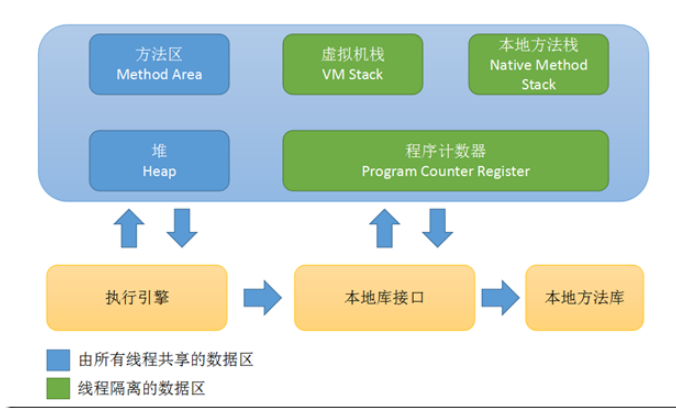 方法区
Method Area
虚拟机栈
VM Stack
本地方法栈
Native Method
Stack
堆
Heap
程序计数器
Program Counter Register
执行引擎
本地库接口
本地方法库
由所有线程共享的数据区
线程隔离的数据区